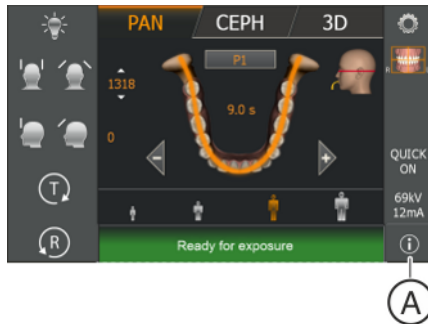 PAN
CEPH
3D
P1
1318
9.0 s
0
R
QUICK
ON
69kV
12mA
T
R
Ready for exposure
i
A